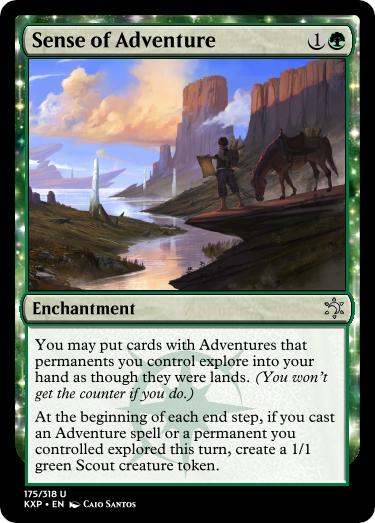 Sense of Adventure 1
Enchantment
You may put cards with Adventures that
permanents you control explore into your
hand as though they were lands. (You won't
get the counter if you do.)
At the beginning of each end step, if you cast
an Adventure spell or a permanent you
controlled explored this turn, create a 1/1
green Scout creature token.
175/318 U
KXP • EN Caio Santos